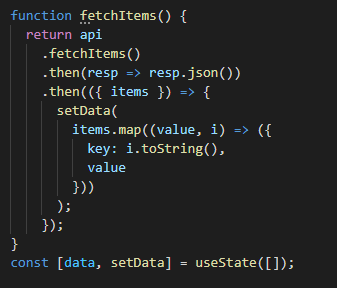 function fetchItems() {
  return api
    .fetchItems()
    .then(resp => resp.json())
    .then(({ items }) => {
      setData(
        items.map((value, i) => ({
          key: i.toString(),
          value
        }))
      );
    });
}
const [data, setData] = useState([]);